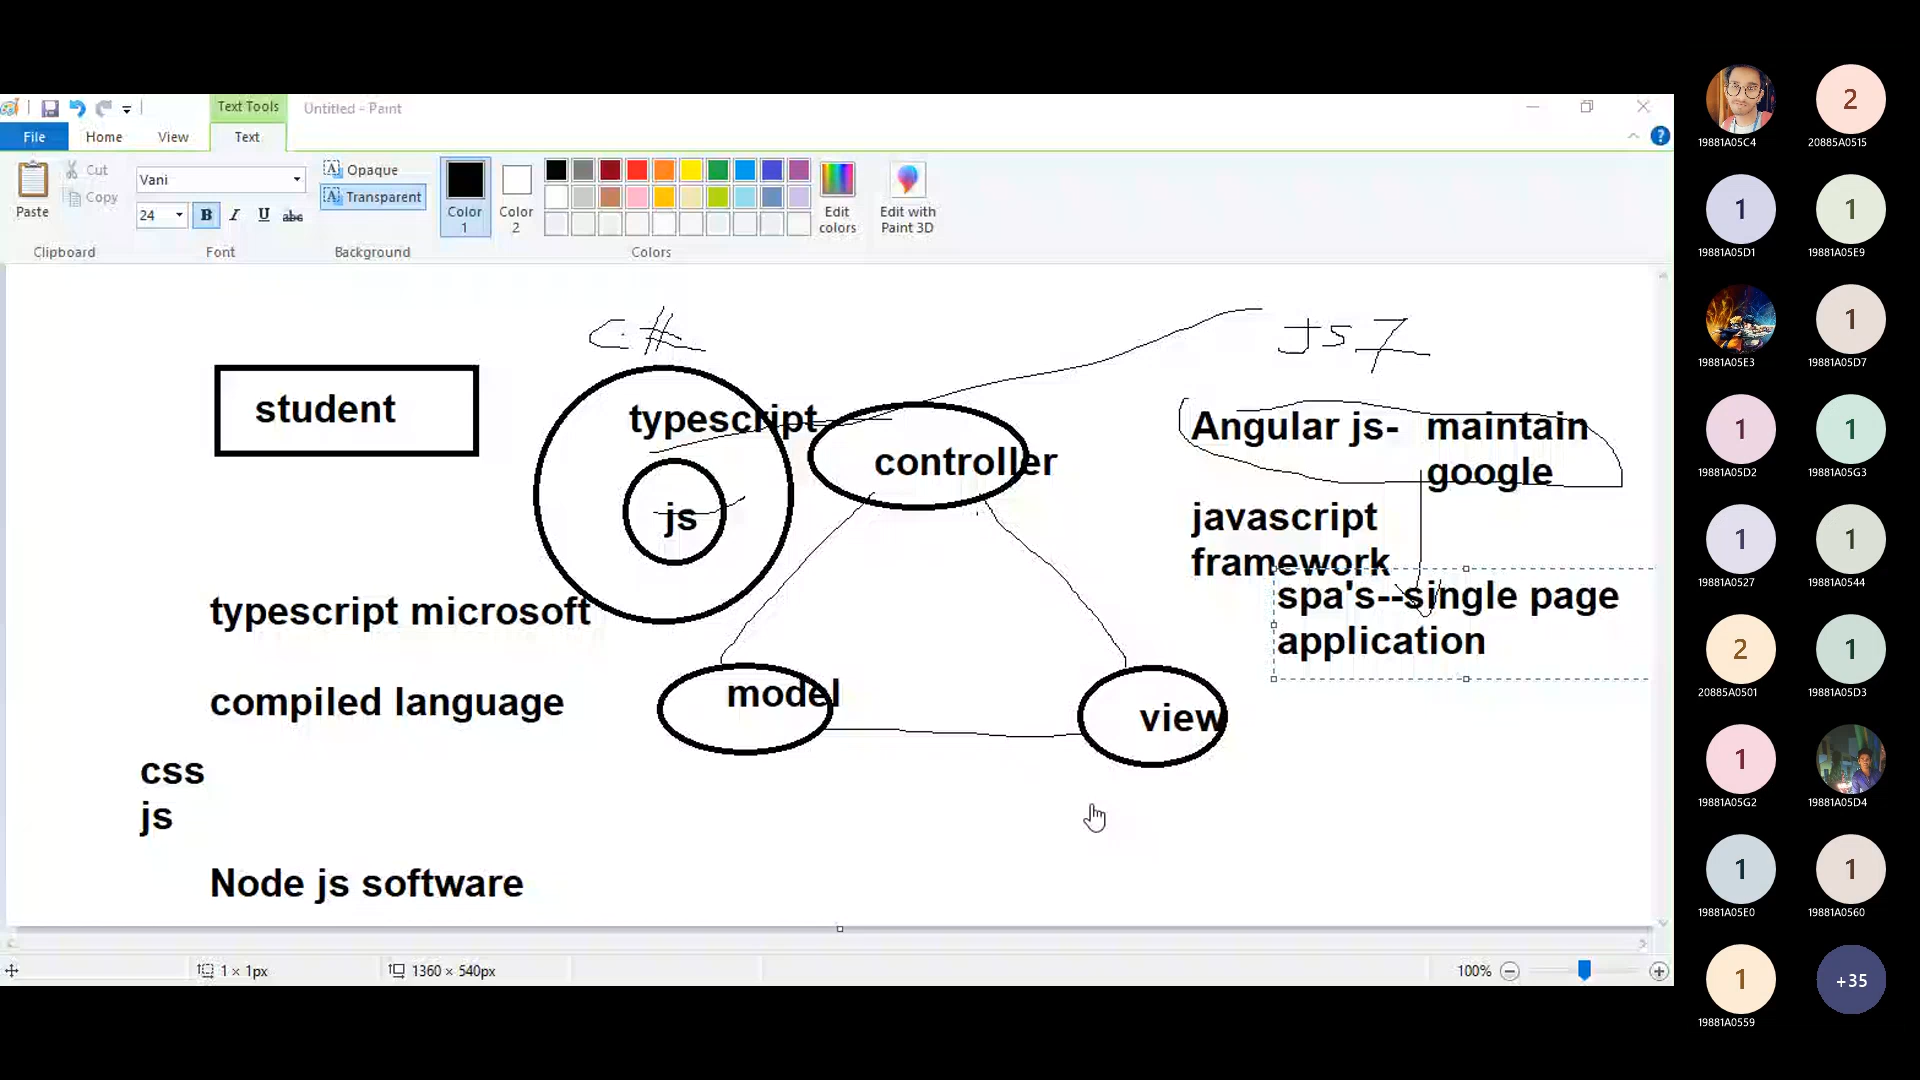 Text Tools
Untitled - Paint
File
Home
View
Text
Paste
Cut
Copy
Clipboard
Vani
24
B
I
U
abc
Font
Opaque
Transparent
Background
Color 1
Color 2
Edit colors
Edit with Paint 3D
Colors
C#
JS7
student
typescript
js
controller
Angular js- maintain
google
javascript
framework
spa's--single page
application
typescript microsoft
model
view
compiled language
css
js
Node js software
1 × 1px
1360 × 540px
100%
2
19881A05C4
20885A0515
1
1
19881A05D1
19881A05E9
1
19881A05E3
19881A05D7
1
1
19881A05D2
19881A05G3
1
1
19881A0527
19881A0544
2
1
20885A0501
19881A05D3
1
19881A05G2
19881A05D4
1
1
19881A05E0
19881A0560
1
+35
19881A0559